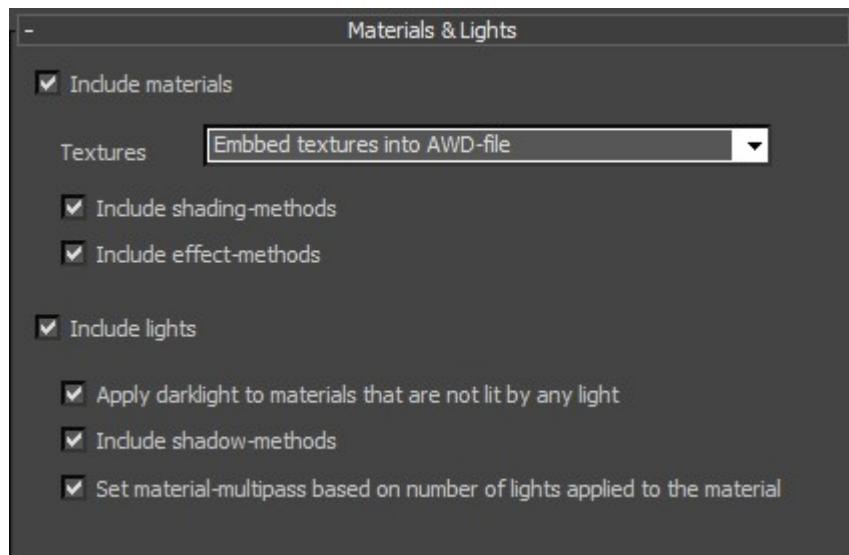 - Materials & Lights
Include materials
Textures Embbed textures into AWD-file
Include shading-methods
Include effect-methods
Include lights
Apply darklight to materials that are not lit by any light
Include shadow-methods
Set material-multipass based on number of lights applied to the material